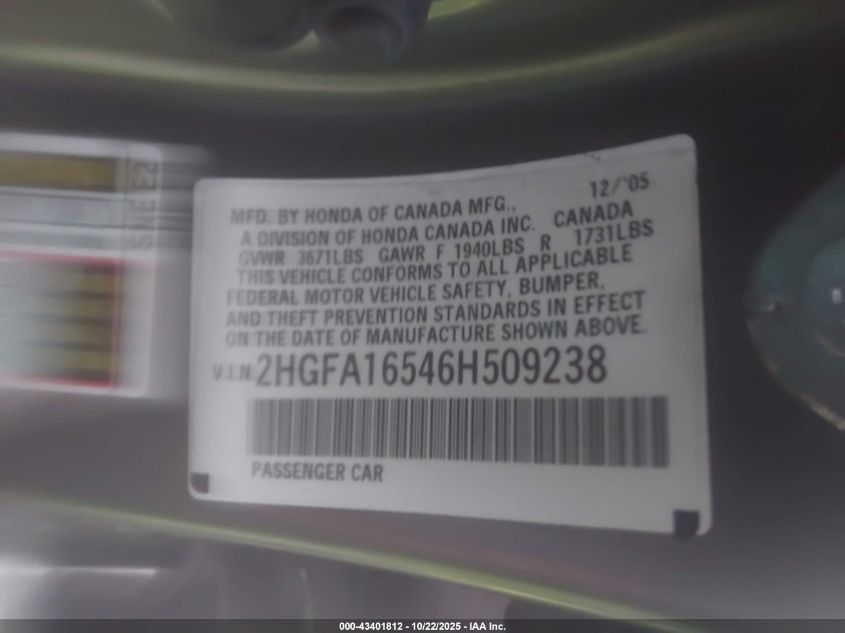 SNE E2
12/'05
MFD. BY HONDA OF CANADA MFG.,
A DIVISION OF HONDA CANADA INC. CANADA
GVWR 3671LBS GAWR F 1940LBS R 1731LBS
THIS VEHICLE CONFORMS TO ALL APPLICABLE
FEDERAL MOTOR VEHICLE SAFETY, BUMPER,
AND THEFT PREVENTION STANDARDS IN EFFECT
ON THE DATE OF MANUFACTURE SHOWN ABOVE.
V.I.N. 2HGFA16546H509238
PASSENGER CAR
000-43401812 - 10/22/2025 - IAA Inc.